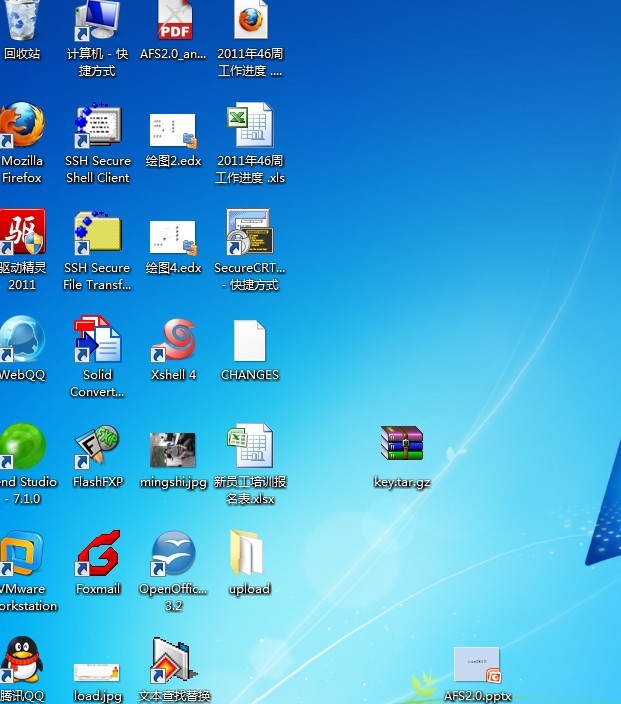 回收站
计算机 - 快
捷方式
AFS2.0_an...
2011年46周
工作进度 ....
Mozilla
Firefox
SSH Secure
Shell Client
绘图2.edx
2011年46周
工作进度 .xls
驱
驱动精灵
2011
SSH Secure
File Transf...
绘图4.edx
SecureCRT...
- 快捷方式
WebQQ
Solid
Convert...
Xshell 4
CHANGES
end Studio
- 7.1.0
FlashFXP
mingshi.jpg
新员工培训报
名表.xlsx
key.tar.gz
VMware
orkstation
Foxmail
OpenOffic...
3.2
upload
腾讯QQ
load.jpg
文本查找替换
AFS2.0.pptx
PDF